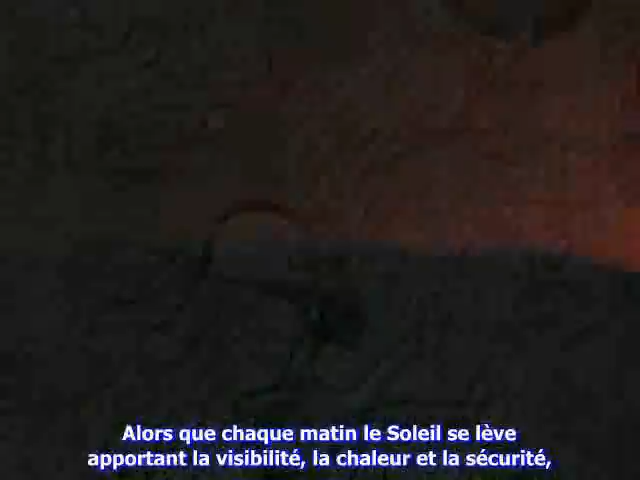 Alors que chaque matin le Soleil se lève
apportant la visibilité, la chaleur et la sécurité,